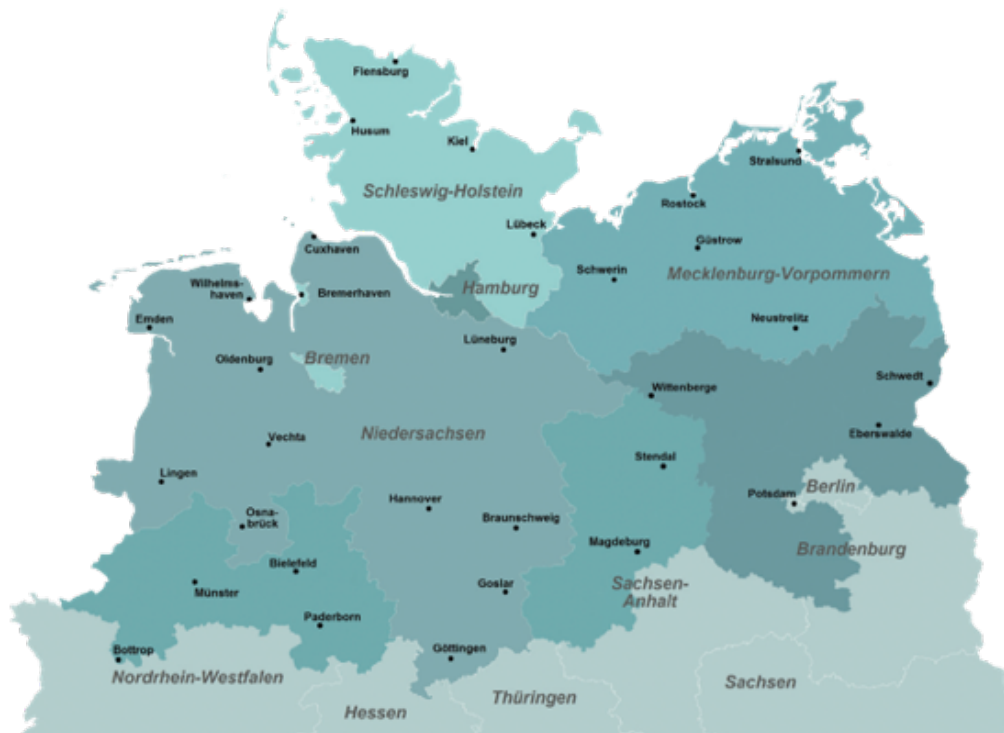 Flensburg
Husum
Kiel
Stralsund
Schleswig-Holstein
Rostock
Lübeck
Güstrow
Cuxhaven
Schwerin
Mecklenburg-Vorpommern
Wilhelms-
haven
Bremerhaven
Hamburg
Emden
Neustrelitz
Lüneburg
Oldenburg
Bremen
Schwedt
Wittenberge
Niedersachsen
Eberswalde
Vechta
Stendal
Lingen
Berlin
Hannover
Potsdam
Osna-
brück
Braunschweig
Magdeburg
Brandenburg
Bielefeld
Goslar
Sachsen-
Anhalt
Münster
Paderborn
Bottrop
Göttingen
Nordrhein-Westfalen
Sachsen
Thüringen
Hessen